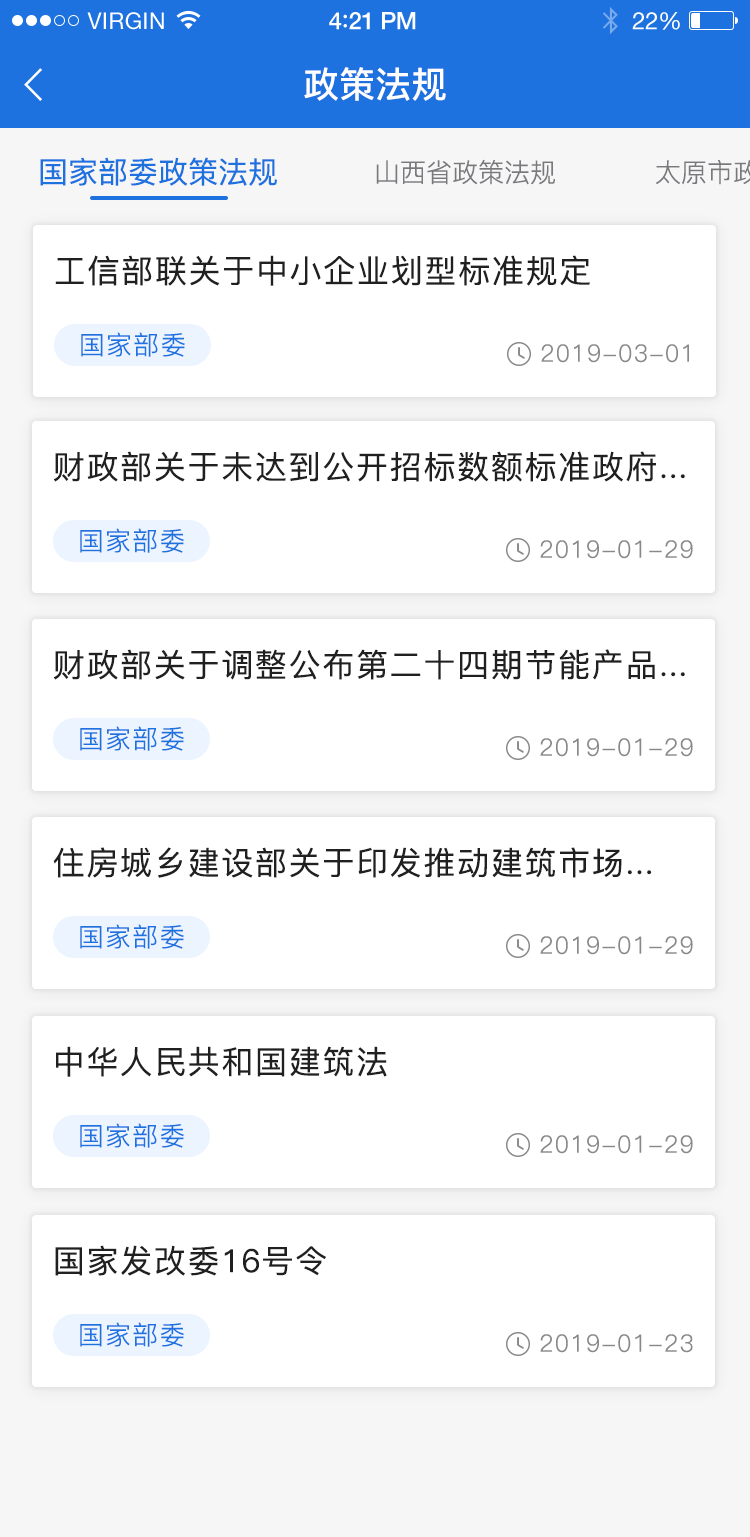 VIRGIN 4:21 PM 22%
政策法规
国家部委政策法规 山西省政策法规 太原市政
工信部联关于中小企业划型标准规定
国家部委 2019-03-01
财政部关于未达到公开招标数额标准政府...
国家部委 2019-01-29
财政部关于调整公布第二十四期节能产品...
国家部委 2019-01-29
住房城乡建设部关于印发推动建筑市场...
国家部委 2019-01-29
中华人民共和国建筑法
国家部委 2019-01-29
国家发改委16号令
国家部委 2019-01-23